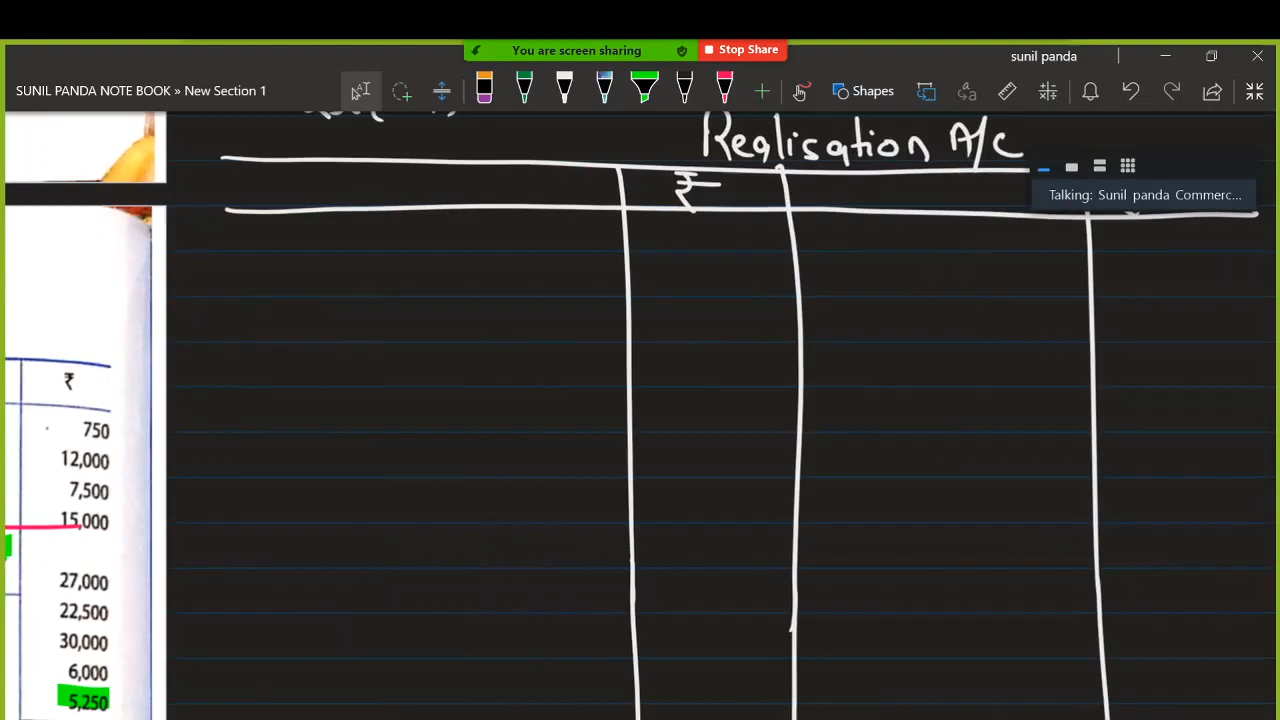 You are screen sharing
Stop Share
sunil panda
SUNIL PANDA NOTE BOOK » New Section 1
Shapes
Realisation A/c
Talking: Sunil panda Commerc...
₹
₹
750
12,000
7,500
15,000
27,000
22,500
30,000
6,000
5,250